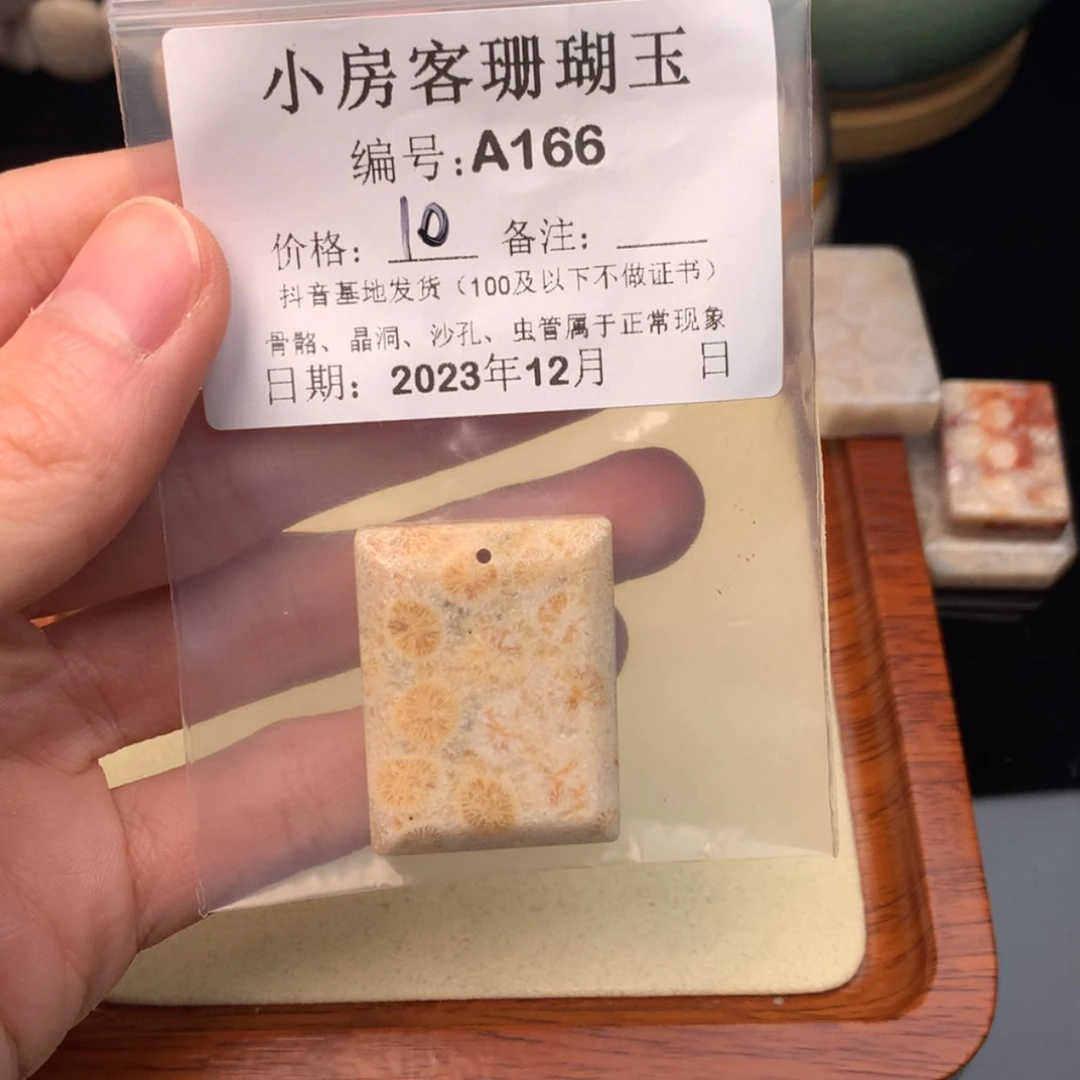 小房客珊瑚玉
编号:A166
价格: 10 备注:
抖音基地发货（100及以下不做证书）
骨骼、晶洞、沙孔、虫管属于正常现象
日期: 2023年12月 日